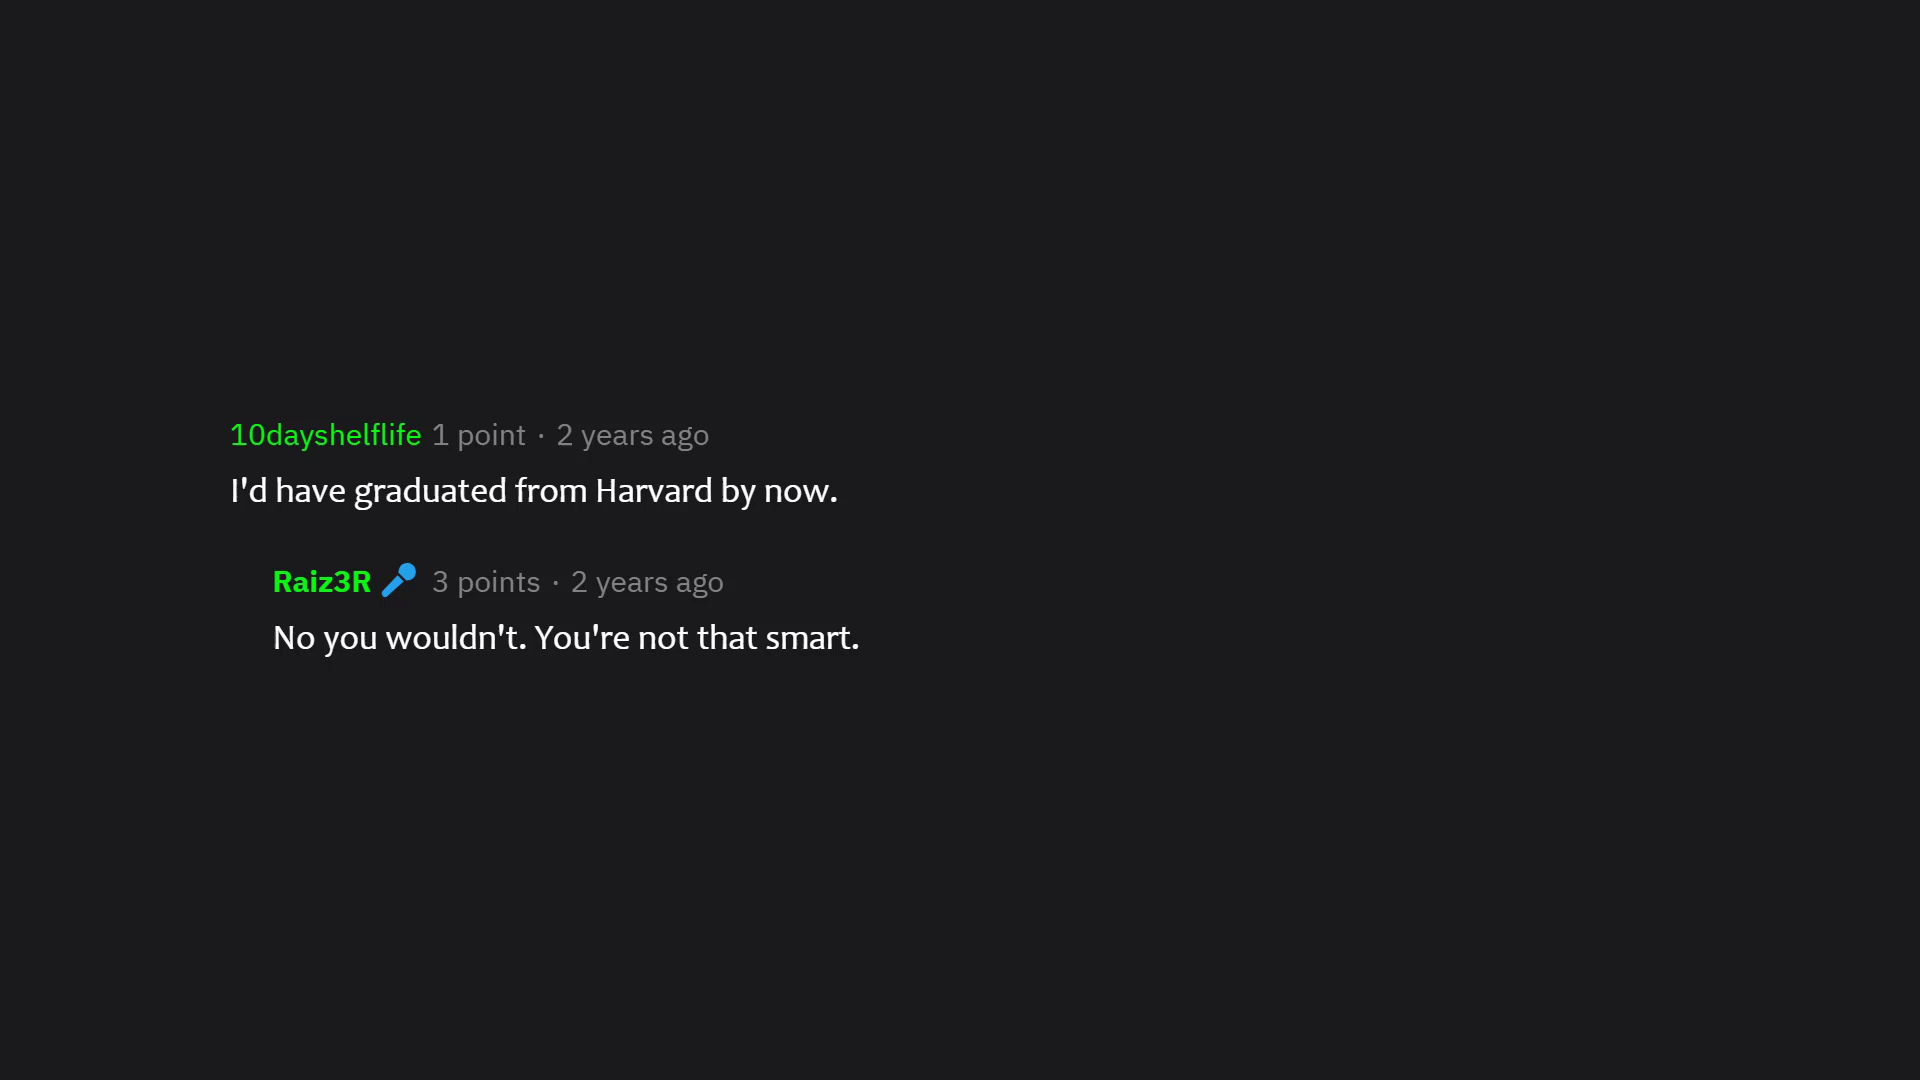 10dayshelflife 1 point · 2 years ago
I'd have graduated from Harvard by now.
Raiz3R 3 points · 2 years ago
No you wouldn't. You're not that smart.